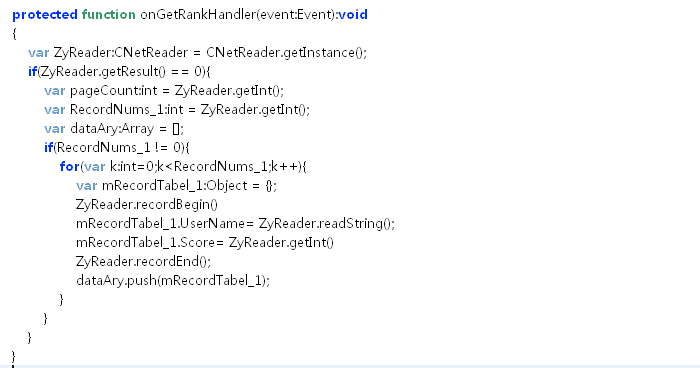 protected function onGetRankHandler(event:Event):void
{
var ZyReader:CNetReader = CNetReader.getInstance();
if(ZyReader.getResult() == 0){
var pageCount:int = ZyReader.getInt();
var RecordNums_1:int = ZyReader.getInt();
var dataAry:Array = [];
if(RecordNums_1 != 0){
for(var k:int=0;k<RecordNums_1;k++){
var mRecordTabel_1:Object = {};
ZyReader.recordBegin()
mRecordTabel_1.UserName= ZyReader.readString();
mRecordTabel_1.Score= ZyReader.getInt()
ZyReader.recordEnd();
dataAry.push(mRecordTabel_1);
}
}
}
}